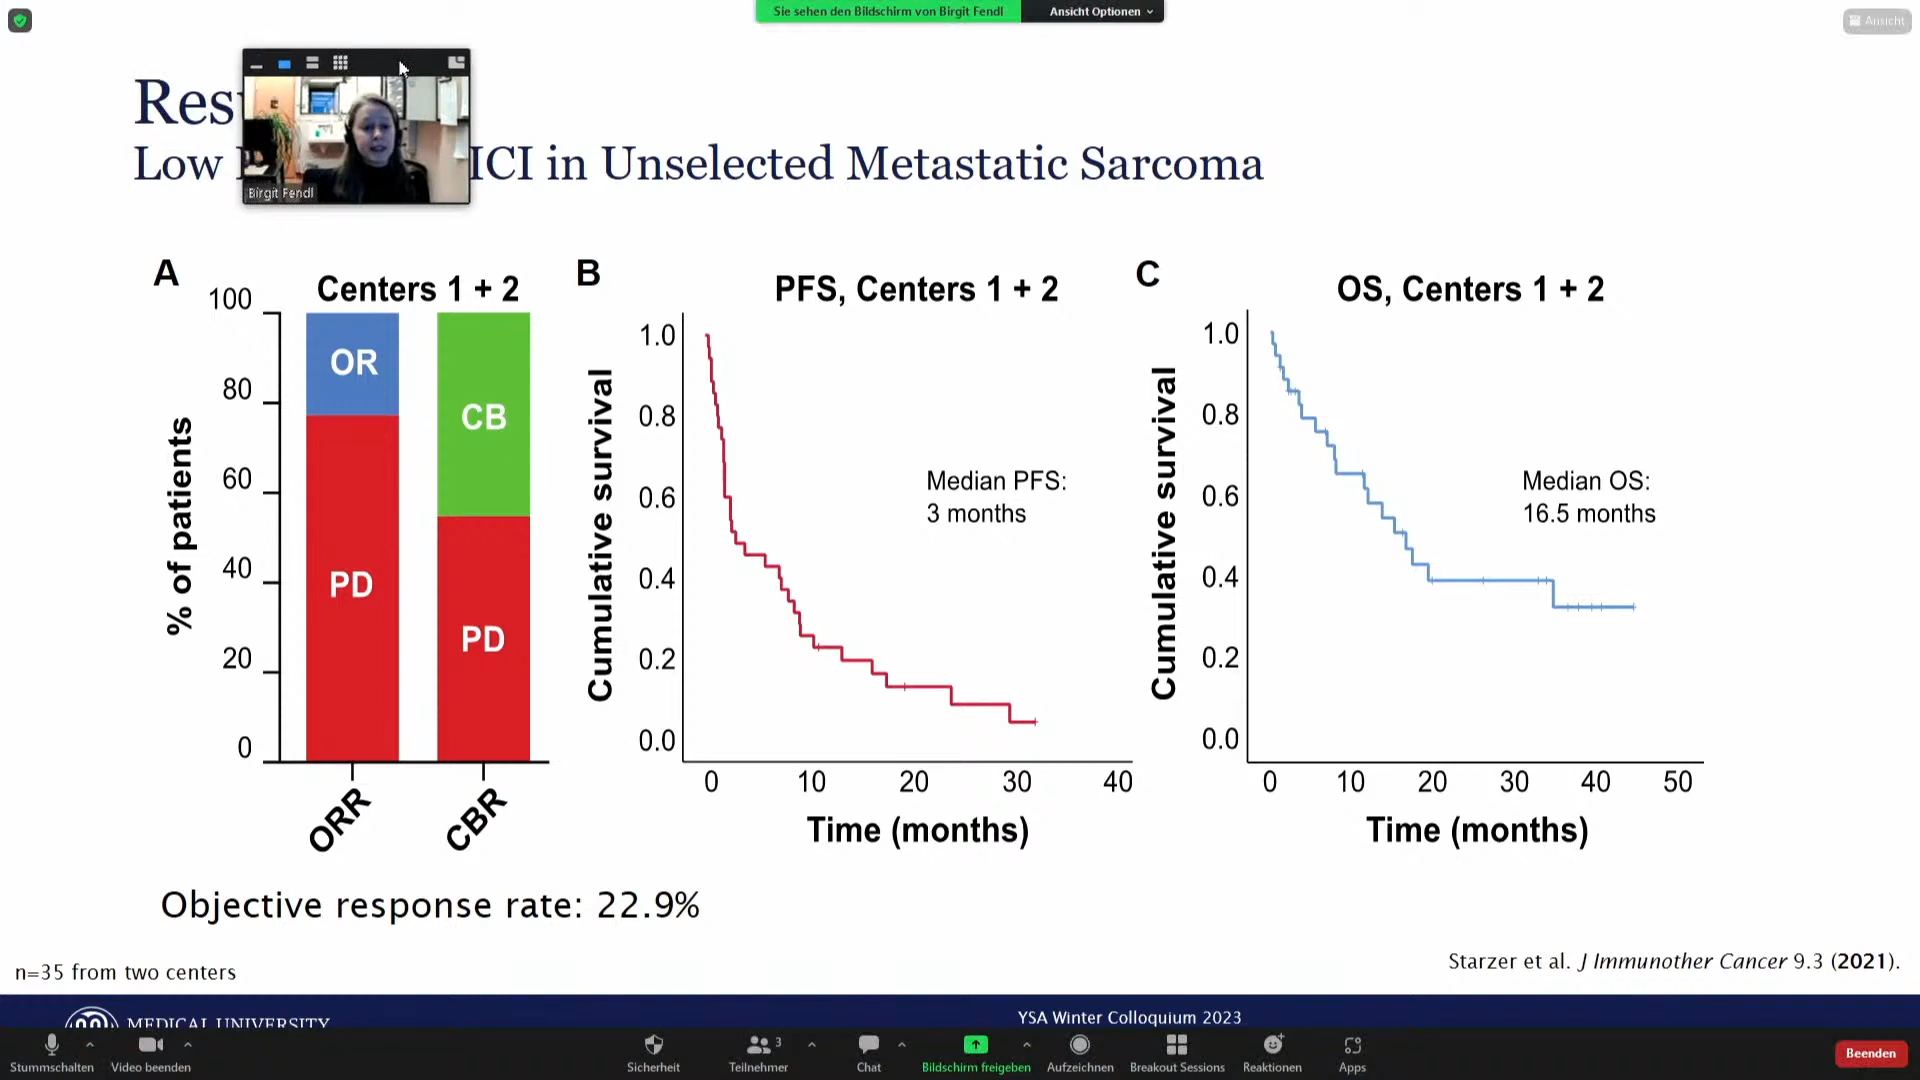 Sie sehen den Bildschirm von Birgit Fendl
Ansicht Optionen
Ansicht
Birgit Fendl
Low ICI in Unselected Metastatic Sarcoma
A
Centers 1 + 2
% of patients
100
80
60
40
20
0
OR
PD
CB
PD
ORR
CBR
B
PFS, Centers 1 + 2
Cumulative survival
1.0
0.8
0.6
0.4
0.2
0.0
Median PFS:
3 months
0 10 20 30 40
Time (months)
C
OS, Centers 1 + 2
Cumulative survival
1.0
0.8
0.6
0.4
0.2
0.0
Median OS:
16.5 months
0 10 20 30 40 50
Time (months)
Objective response rate: 22.9%
n=35 from two centers
Starzer et al. J Immunother Cancer 9.3 (2021).
MEDICAL UNIVERSITY
YSA Winter Colloquium 2023
3
Stummschalten Video beenden Sicherheit Teilnehmer Chat Bildschirm freigeben Aufzeichnen Breakout Sessions Reaktionen Apps Beenden